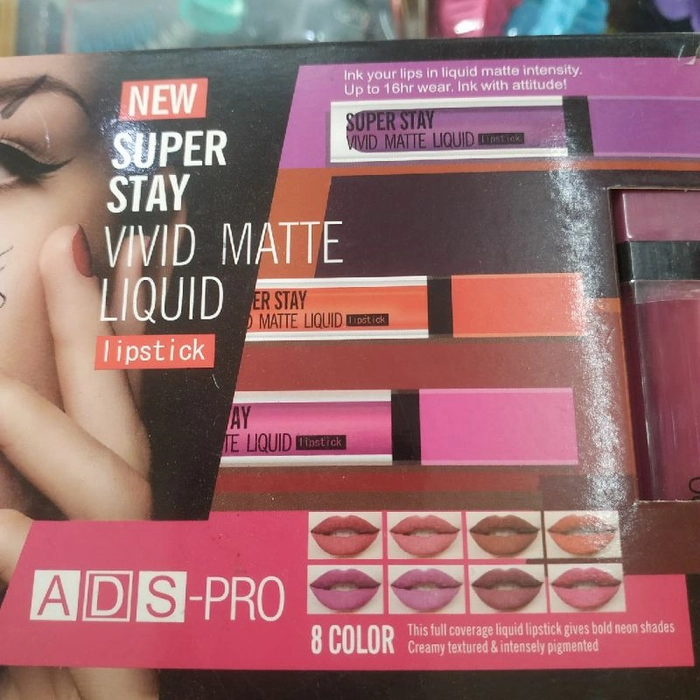 NEW
SUPER
STAY
VIVID MATTE
LIQUID
lipstick
Ink your lips in liquid matte intensity.
Up to 16hr wear. Ink with attitude!
SUPER STAY
VIVID MATTE LIQUID lipstick
ER STAY
MATTE LIQUID lipstick
AY
TE LIQUID lipstick
ADS-PRO
8 COLOR
This full coverage liquid lipstick gives bold neon shades
Creamy textured & intensely pigmented